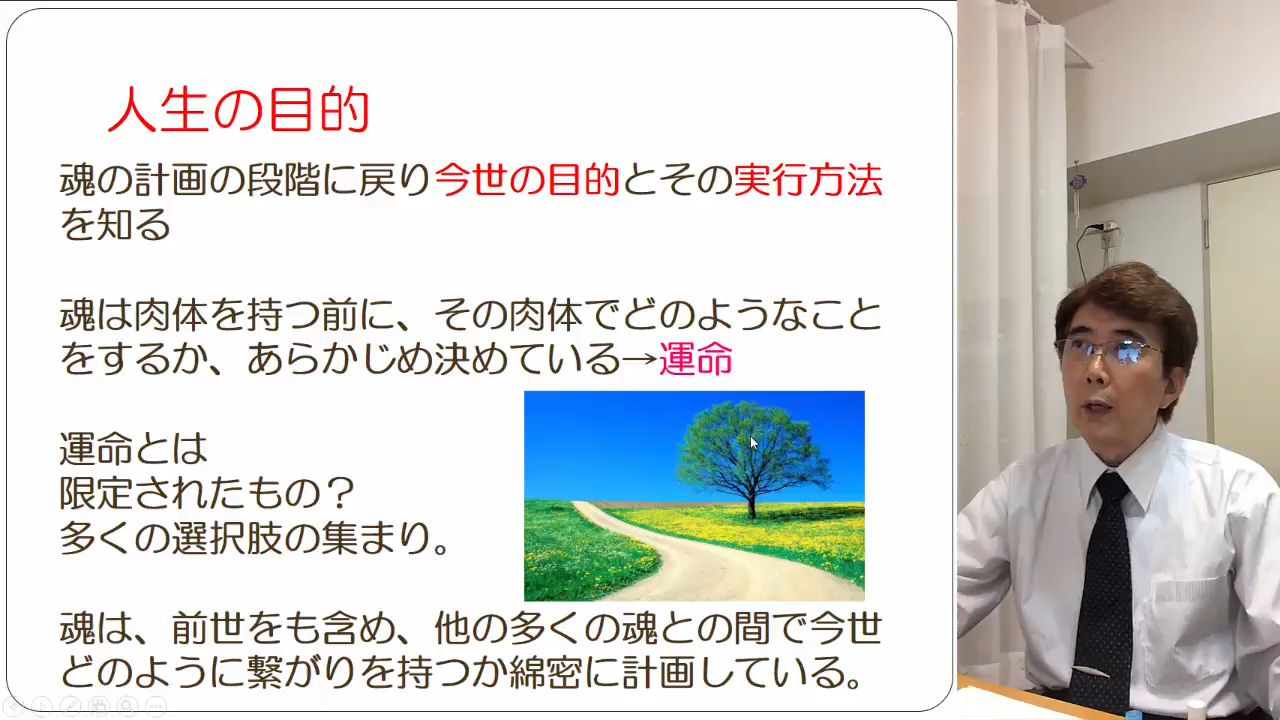 人生の目的
魂の計画の段階に戻り今世の目的とその実行方法
を知る
魂は肉体を持つ前に、その肉体でどのようなこと
をするか、あらかじめ決めている→運命
運命とは
限定されたもの？
多くの選択肢の集まり。
魂は、前世をも含め、他の多くの魂との間で今世
どのように繋がりを持つか綿密に計画している。